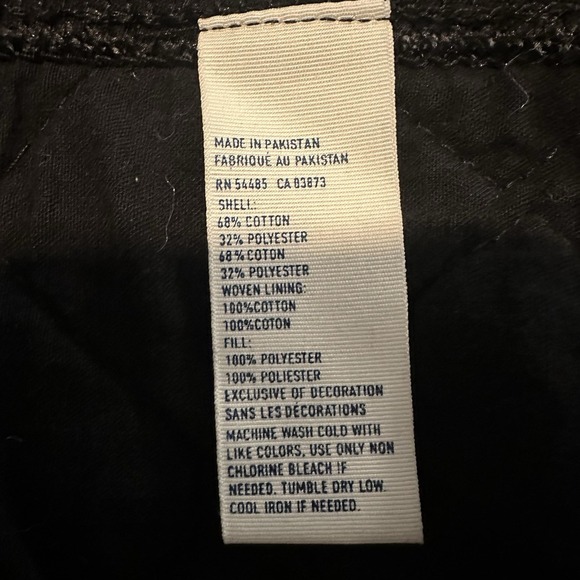 MADE IN PAKISTAN
FABRIQUÉ AU PAKISTAN
RN 54485 CA 03873
SHELL:
68% COTTON
32% POLYESTER
68% COTON
32% POLYESTER
WOVEN LINING:
100%COTTON
100%COTON
FILL:
100% POLYESTER
100% POLIESTER
EXCLUSIVE OF DECORATION
SANS LES DÉCORATIONS
MACHINE WASH COLD WITH
LIKE COLORS, USE ONLY NON
CHLORINE BLEACH IF
NEEDED. TUMBLE DRY LOW.
COOL IRON IF NEEDED.